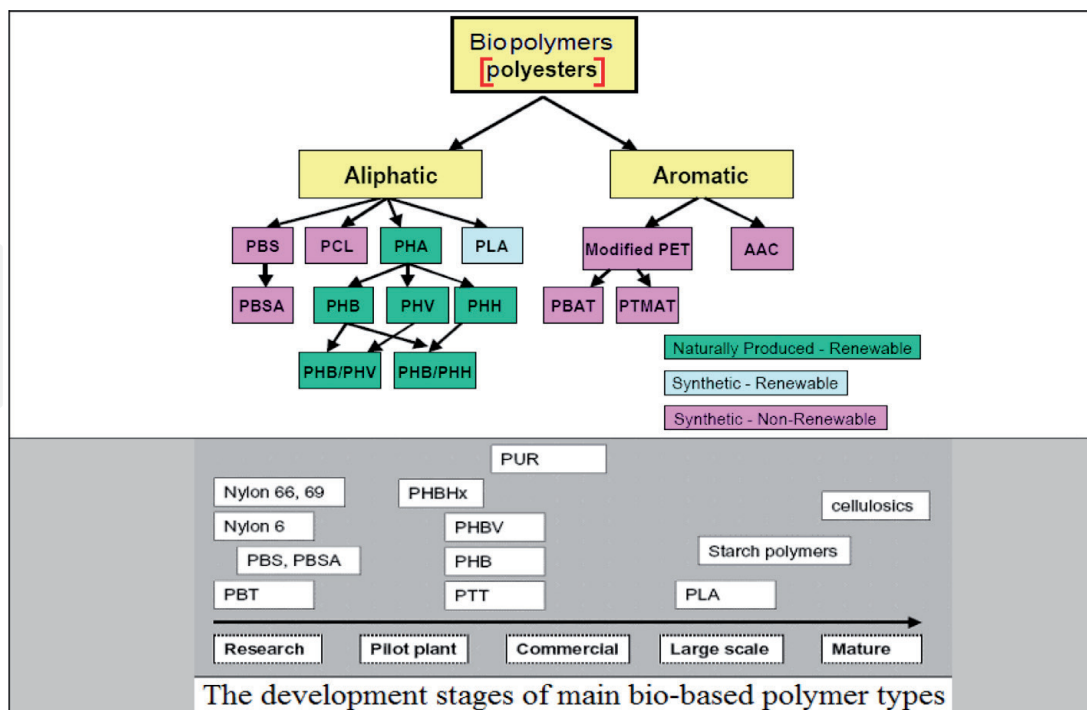 Biopolymers
[polyesters]
Aliphatic
Aromatic
PBS
PCL
PHA
PLA
Modified PET
AAC
PBSA
PHB
PHV
PHH
PBAT
PTMAT
PHB/PHV
PHB/PHH
Naturally Produced - Renewable
Synthetic - Renewable
Synthetic - Non-Renewable
PUR
Nylon 66, 69
PHBHx
cellulosics
Nylon 6
PHBV
Starch polymers
PBS, PBSA
PHB
PBT
PTT
PLA
Research
Pilot plant
Commercial
Large scale
Mature
The development stages of main bio-based polymer types